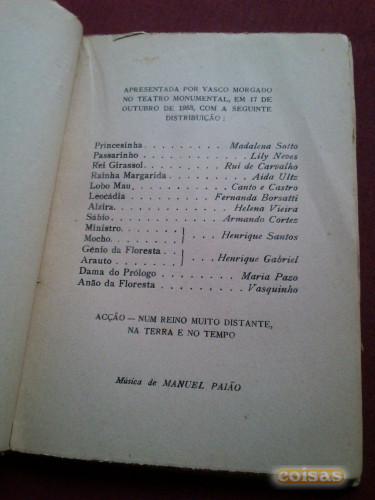 APRESENTADA POR VASCO MORGADO
NO TEATRO MONUMENTAL, EM 17 DE
OUTUBRO DE 1953, COM A SEGUINTE
DISTRIBUIÇÃO :
Princesinha . . . . . . . . . Madalena Sotto
Passarinho . . . . . . . . . . . Lily Neves
Rei Girassol . . . . . . . . . Rui de Carvalho
Rainha Margarida . . . . . . . Aida Ultz
Lobo Mau . . . . . . . . . Canto e Castro
Leocádia . . . . . . . . . Fernanda Borsatti
Alzira . . . . . . . . . . . Helena Vieira
Sábio . . . . . . . . . . Armando Cortez
Ministro . . . . . .
Mocho . . . . . . . } . . . Henrique Santos
Génio da Floresta . . .
Arauto . . . . . . . } . . . Henrique Gabriel
Dama do Prólogo . . . . . . . Maria Pazo
Anão da Floresta . . . . . . . Vasquinho
ACÇÃO — NUM REINO MUITO DISTANTE,
NA TERRA E NO TEMPO
Música de MANUEL PAIÃO
coisas